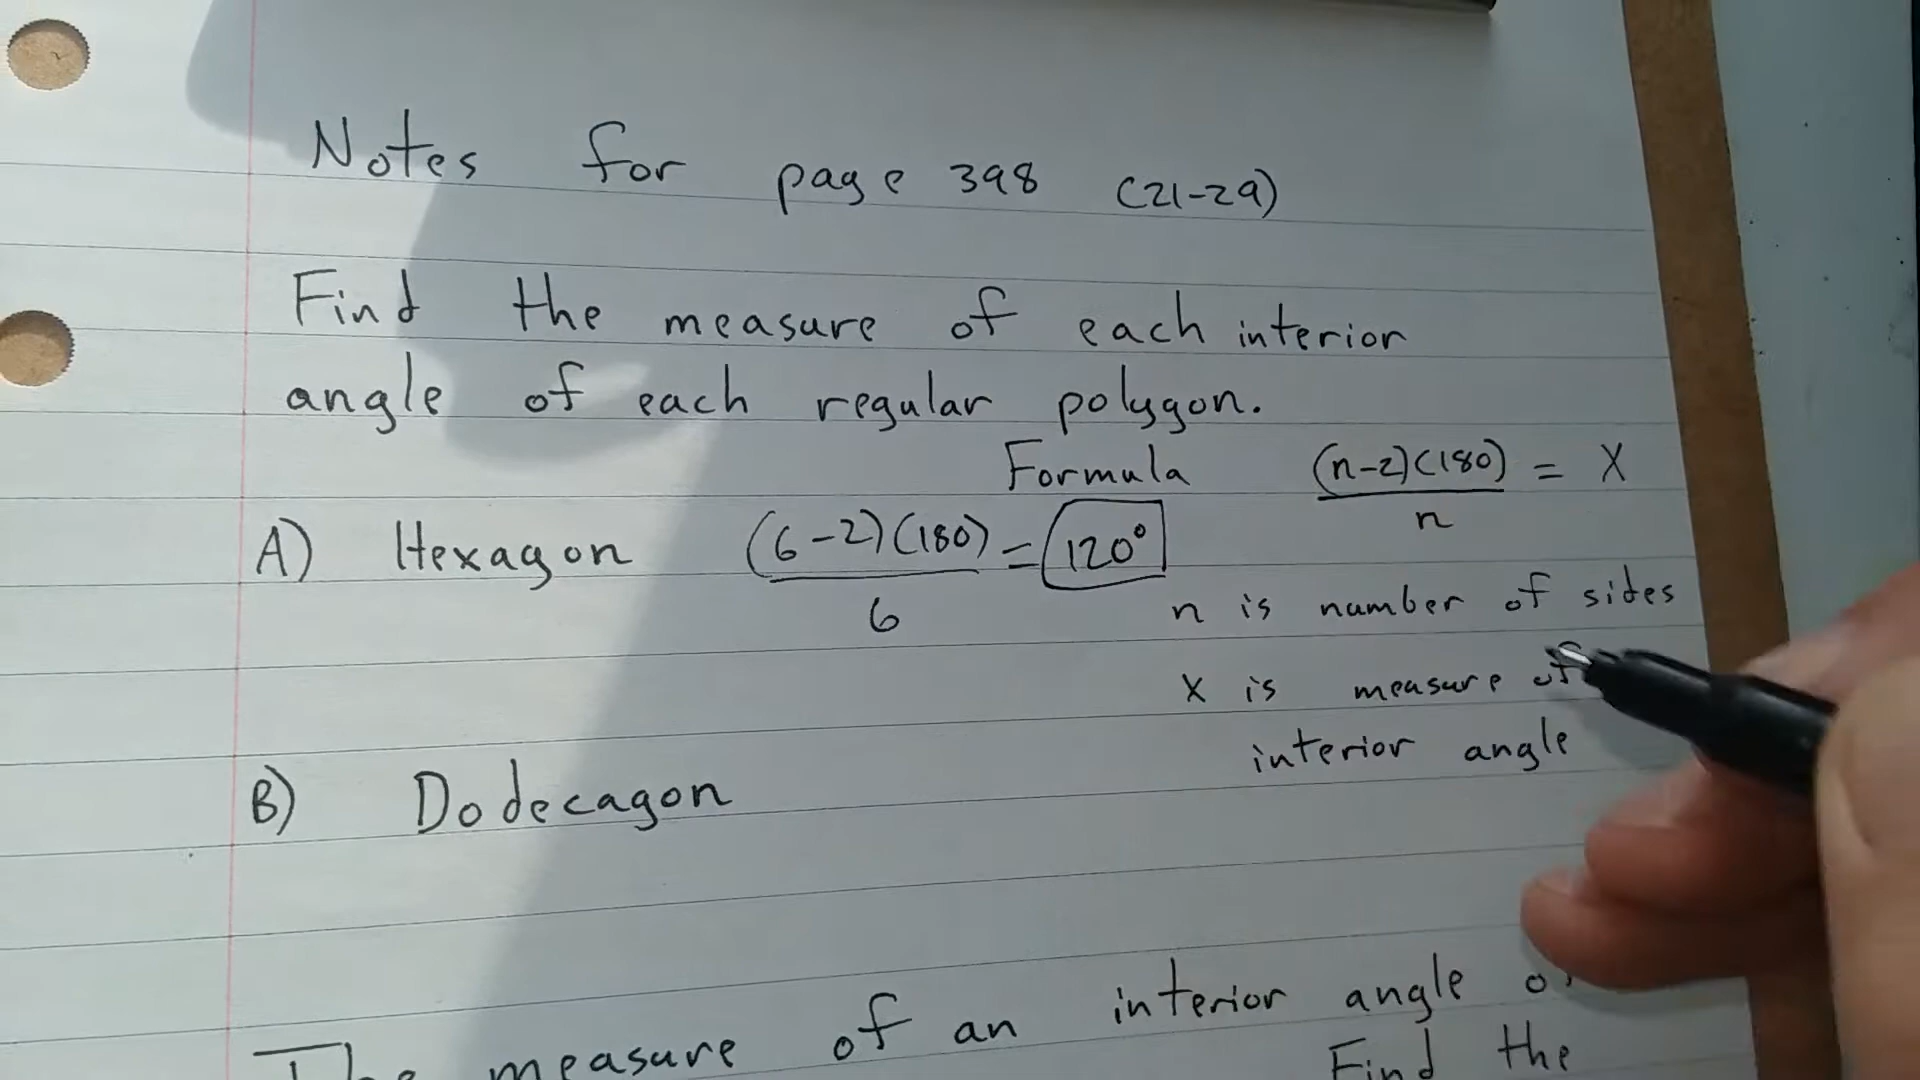 Notes for page 398 (21-29)
Find the measure of each interior
angle of each regular polygon.
Formula (n-2)(180) = X
n
A) Hexagon (6-2)(180) = 120°
6
n is number of sides
X is measure of
interior angle
B) Dodecagon
The measure of an interior angle
Find the